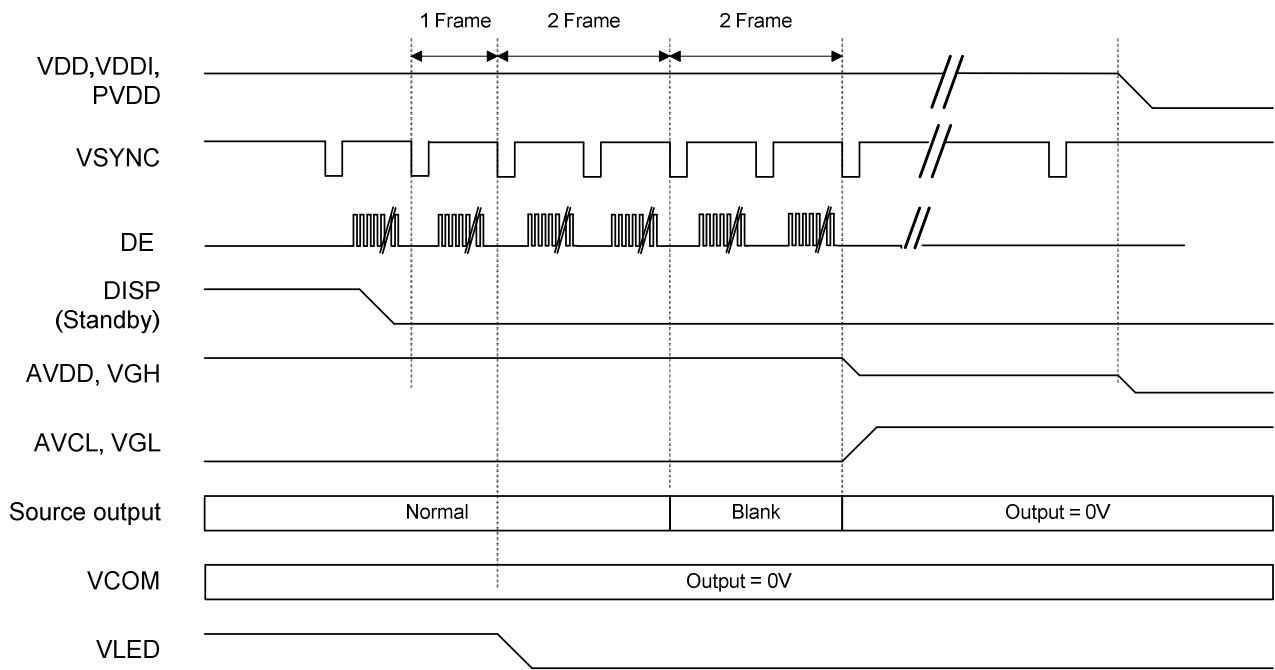 1 Frame
2 Frame
2 Frame
VDD,VDDI,
PVDD
VSYNC
DE
DISP
(Standby)
AVDD, VGH
AVCL, VGL
Source output
Normal
Blank
Output = 0V
VCOM
Output = 0V
VLED